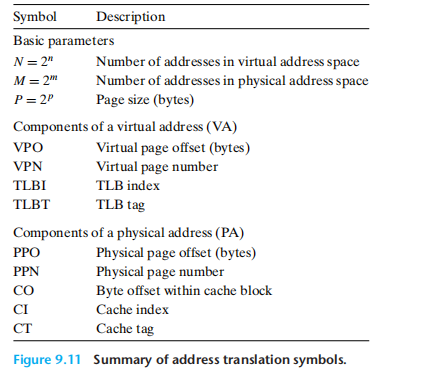 Symbol Description
Basic parameters
N = 2ⁿ Number of addresses in virtual address space
M = 2ᵐ Number of addresses in physical address space
P = 2ᵖ Page size (bytes)
Components of a virtual address (VA)
VPO Virtual page offset (bytes)
VPN Virtual page number
TLBI TLB index
TLBT TLB tag
Components of a physical address (PA)
PPO Physical page offset (bytes)
PPN Physical page number
CO Byte offset within cache block
CI Cache index
CT Cache tag
Figure 9.11 Summary of address translation symbols.